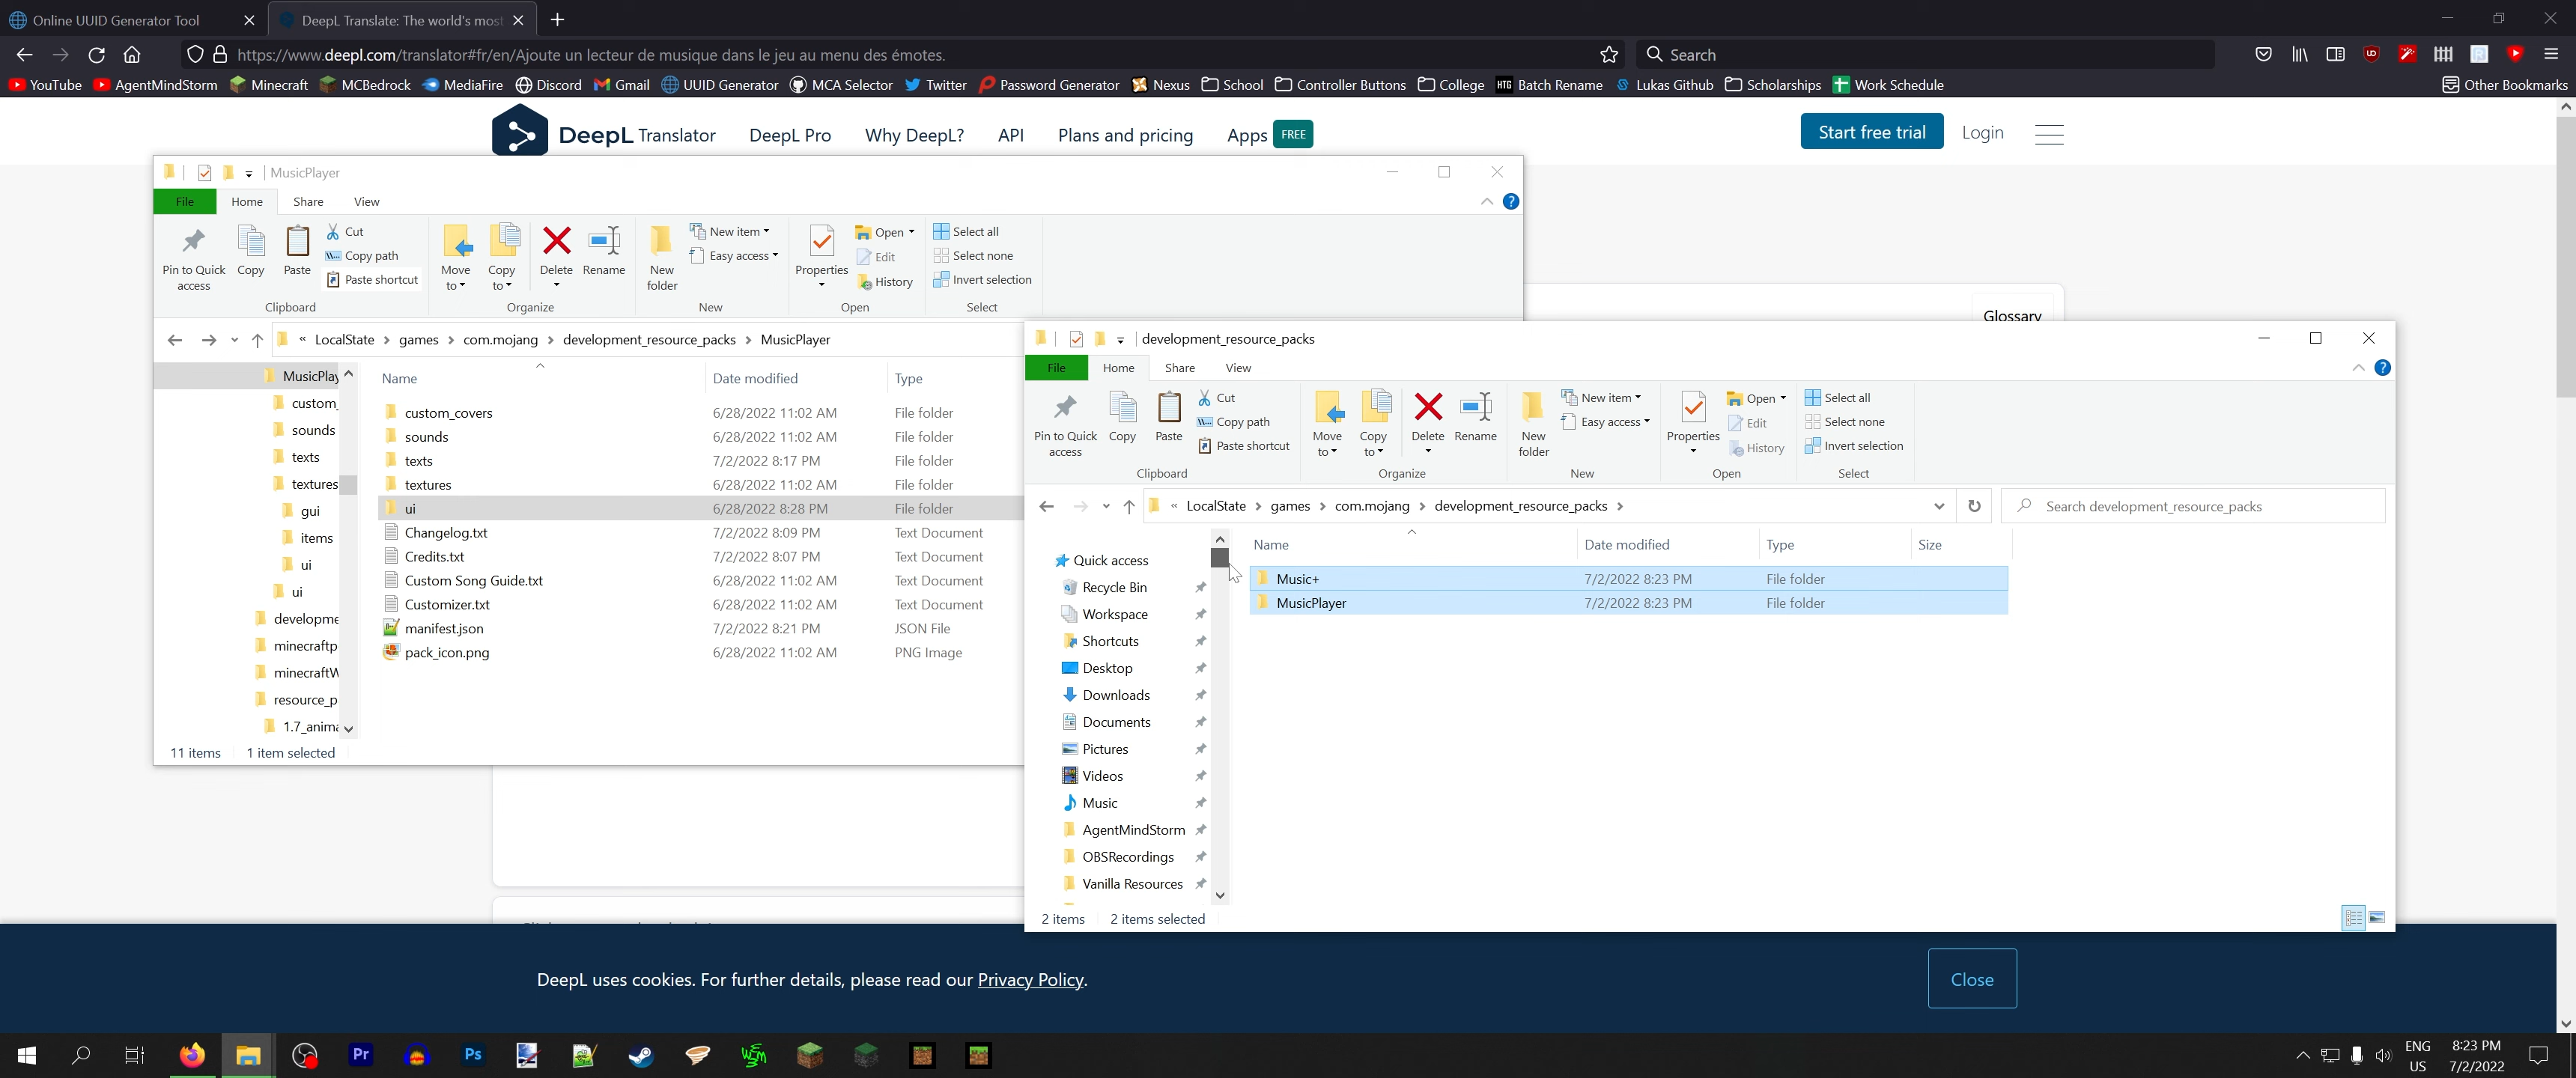 Online UUID Generator Tool
DeepL Translate: The world's most
https://www.deepl.com/translator#fr/en/Ajoute un lecteur de musique dans le jeu au menu des émotes.
Search
YouTube AgentMindStorm Minecraft MCBedrock MediaFire Discord Gmail UUID Generator MCA Selector Twitter Password Generator Nexus School Controller Buttons College HTG Batch Rename Lukas Github Scholarships Work Schedule Other Bookmarks
DeepL Translator DeepL Pro Why DeepL? API Plans and pricing Apps FREE Start free trial Login
Glossary
MusicPlayer
File Home Share View
Pin to Quick access
Copy
Paste
Cut
Copy path
Paste shortcut
Clipboard
Move to
Copy to
Delete
Rename
Organize
New folder
New item
Easy access
New
Properties
Open
Edit
History
Open
Select all
Select none
Invert selection
Select
« LocalState > games > com.mojang > development_resource_packs > MusicPlayer
MusicPlay
custom_
sounds
texts
textures
gui
items
ui
ui
developme
minecraftp
minecraftW
resource_p
1.7_anima
Name Date modified Type
custom_covers 6/28/2022 11:02 AM File folder
sounds 6/28/2022 11:02 AM File folder
texts 7/2/2022 8:17 PM File folder
textures 6/28/2022 11:02 AM File folder
ui 6/28/2022 8:28 PM File folder
Changelog.txt 7/2/2022 8:09 PM Text Document
Credits.txt 7/2/2022 8:07 PM Text Document
Custom Song Guide.txt 6/28/2022 11:02 AM Text Document
Customizer.txt 6/28/2022 11:02 AM Text Document
manifest.json 7/2/2022 8:21 PM JSON File
pack_icon.png 6/28/2022 11:02 AM PNG Image
11 items 1 item selected
development_resource_packs
File Home Share View
Pin to Quick access
Copy
Paste
Cut
Copy path
Paste shortcut
Clipboard
Move to
Copy to
Delete
Rename
Organize
New folder
New item
Easy access
New
Properties
Open
Edit
History
Open
Select all
Select none
Invert selection
Select
« LocalState > games > com.mojang > development_resource_packs >
Search development_resource_packs
Quick access
Recycle Bin
Workspace
Shortcuts
Desktop
Downloads
Documents
Pictures
Videos
Music
AgentMindStorm
OBSRecordings
Vanilla Resources
Name Date modified Type Size
Music+ 7/2/2022 8:23 PM File folder
MusicPlayer 7/2/2022 8:23 PM File folder
2 items 2 items selected
DeepL uses cookies. For further details, please read our Privacy Policy.
Close
Pr
Ps
ENG
US
8:23 PM
7/2/2022